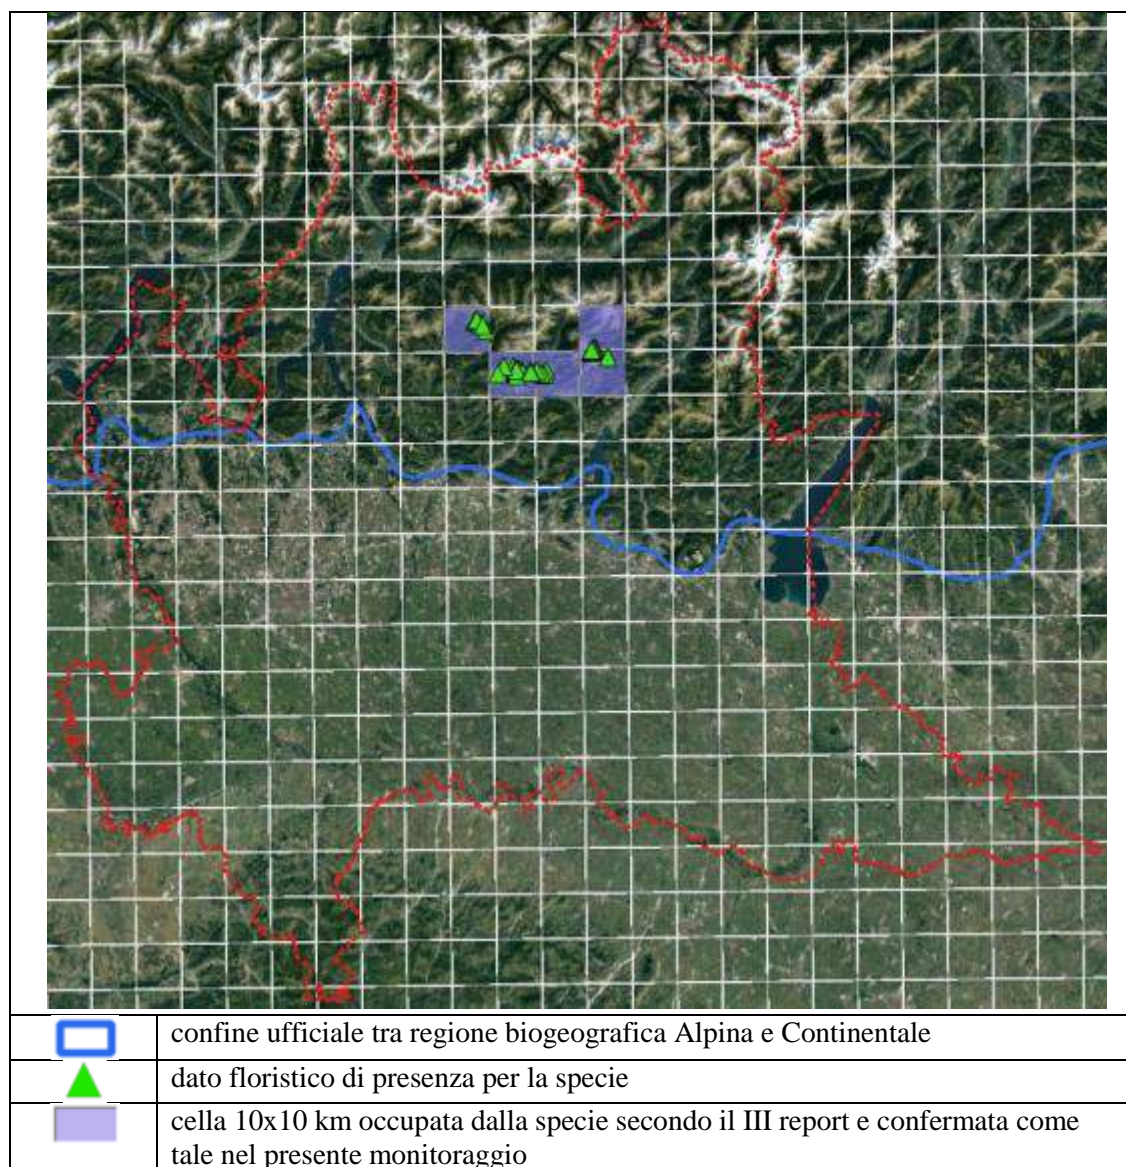 confine ufficiale tra regione biogeografica Alpina e Continentale
dato floristico di presenza per la specie
cella 10x10 km occupata dalla specie secondo il III report e confermata come
tale nel presente monitoraggio